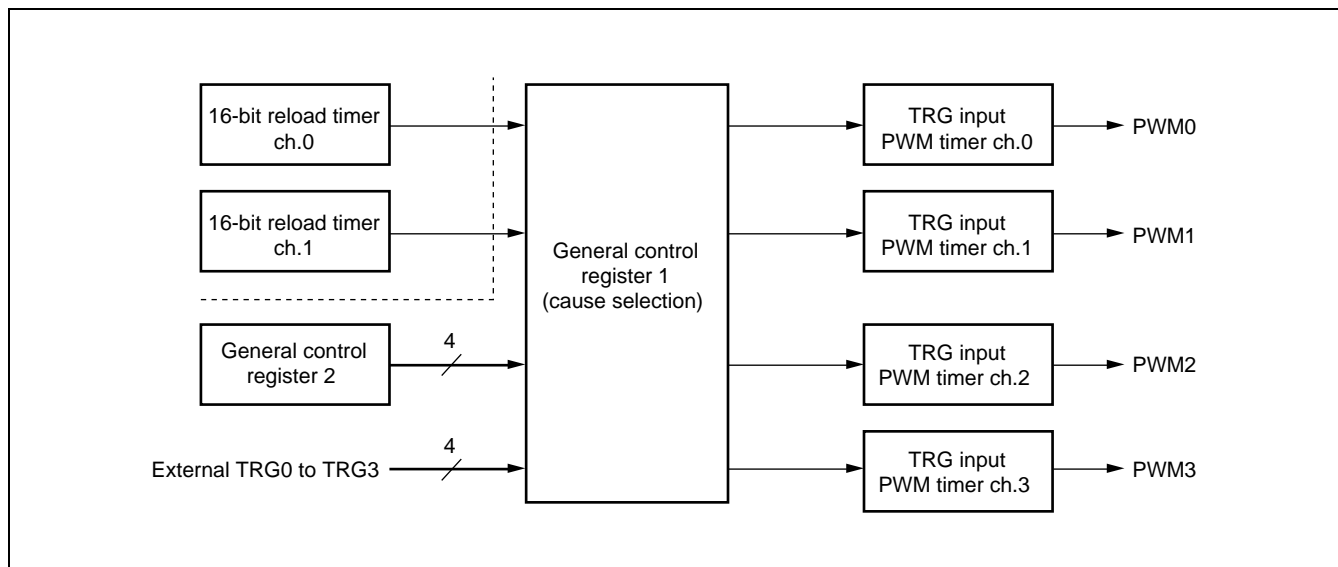 16-bit reload timer
ch.0
TRG input
PWM timer ch.0
PWM0
16-bit reload timer
ch.1
TRG input
PWM timer ch.1
PWM1
General control
register 1
(cause selection)
General control
register 2
4
TRG input
PWM timer ch.2
PWM2
External TRG0 to TRG3
4
TRG input
PWM timer ch.3
PWM3